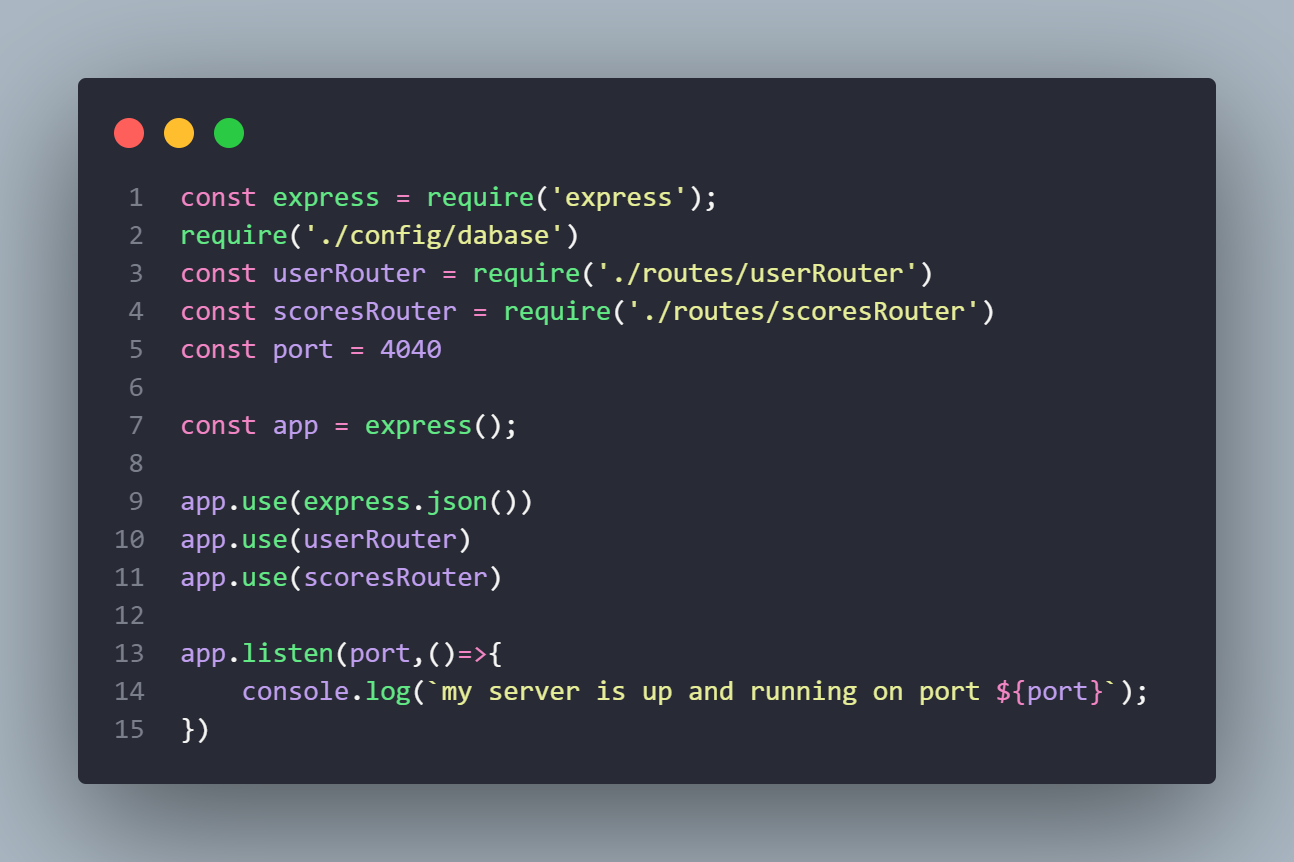 1 const express = require('express');
2 require('./config/dabase')
3 const userRouter = require('./routes/userRouter')
4 const scoresRouter = require('./routes/scoresRouter')
5 const port = 4040
6
7 const app = express();
8
9 app.use(express.json())
10 app.use(userRouter)
11 app.use(scoresRouter)
12
13 app.listen(port,()=>{
14     console.log(`my server is up and running on port ${port}`);
15 })